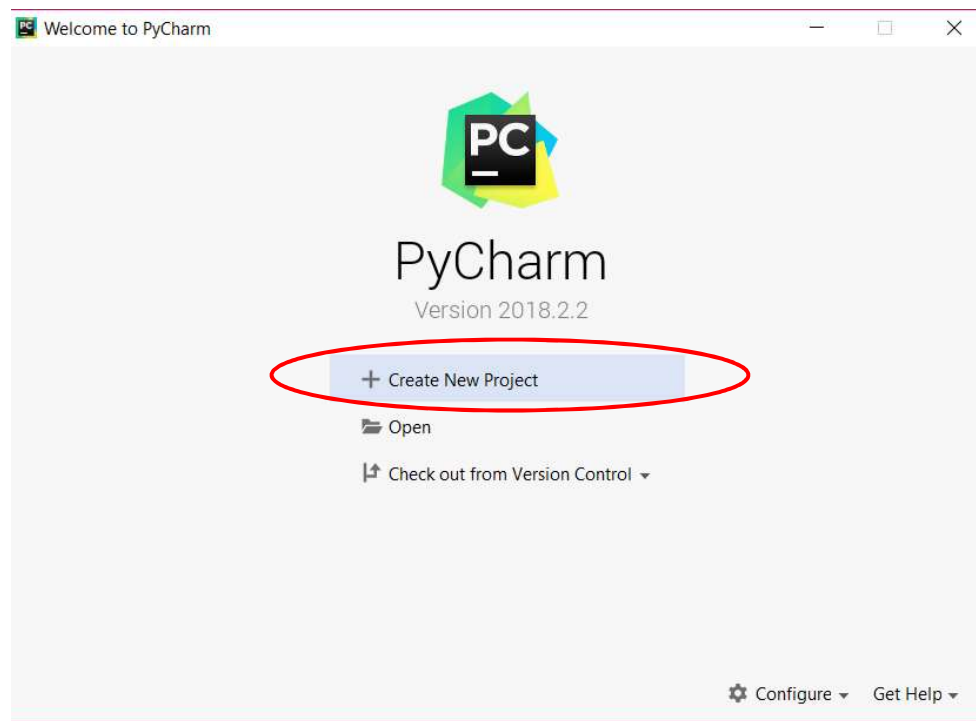 Welcome to PyCharm
PC
PyCharm
Version 2018.2.2
Create New Project
Open
Check out from Version Control
Configure Get Help